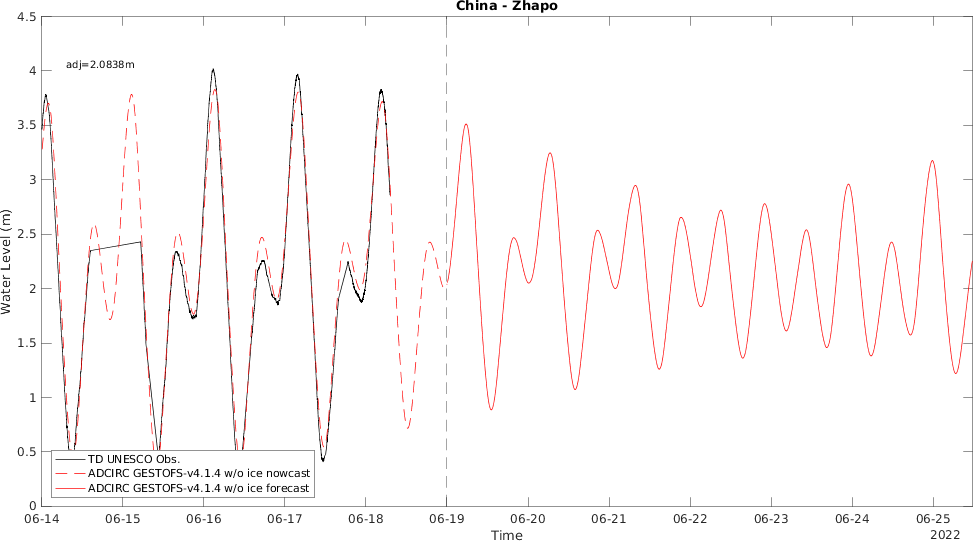 China - Zhapo
4.5
4
3.5
3
2.5
2
1.5
1
0.5
0
Water Level (m)
adj=2.0838m
TD UNESCO Obs.
ADCIRC GESTOFS-v4.1.4 w/o ice nowcast
ADCIRC GESTOFS-v4.1.4 w/o ice forecast
06-14 06-15 06-16 06-17 06-18 06-19 06-20 06-21 06-22 06-23 06-24 06-25
Time
2022